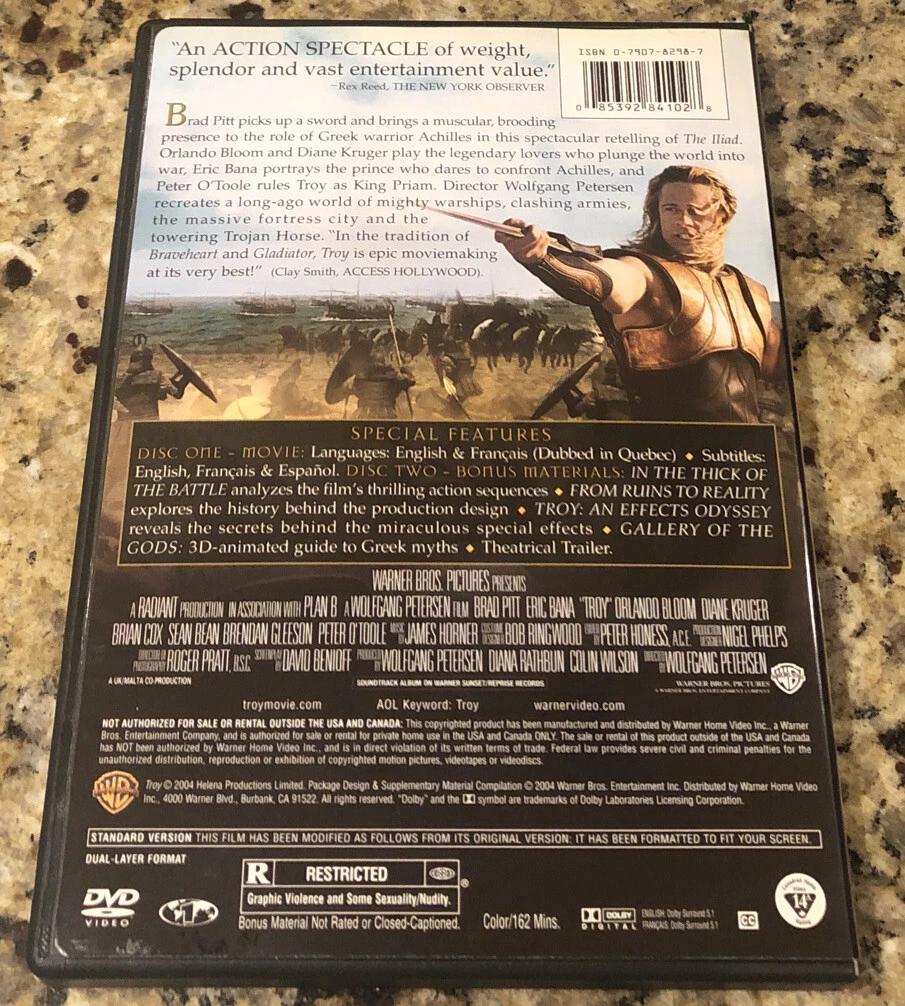 "An ACTION SPECTACLE of weight,
splendor and vast entertainment value."
–Rex Reed, THE NEW YORK OBSERVER
ISBN 0-7907-8298-7
0 85392 84102 8
Brad Pitt picks up a sword and brings a muscular, brooding
presence to the role of Greek warrior Achilles in this spectacular retelling of The Iliad.
Orlando Bloom and Diane Kruger play the legendary lovers who plunge the world into
war, Eric Bana portrays the prince who dares to confront Achilles, and
Peter O'Toole rules Troy as King Priam. Director Wolfgang Petersen
recreates a long-ago world of mighty warships, clashing armies,
the massive fortress city and the
towering Trojan Horse. "In the tradition of
Braveheart and Gladiator, Troy is epic moviemaking
at its very best!" (Clay Smith, ACCESS HOLLYWOOD).
SPECIAL FEATURES
DISC ONE - MOVIE: Languages: English & Français (Dubbed in Quebec) ◆ Subtitles:
English, Français & Español. DISC TWO - BONUS MATERIALS: IN THE THICK OF
THE BATTLE analyzes the film's thrilling action sequences ◆ FROM RUINS TO REALITY
explores the history behind the production design ◆ TROY: AN EFFECTS ODYSSEY
reveals the secrets behind the miraculous special effects ◆ GALLERY OF THE
GODS: 3D-animated guide to Greek myths ◆ Theatrical Trailer.
WARNER BROS. PICTURES PRESENTS
A RADIANT PRODUCTION IN ASSOCIATION WITH PLAN B A WOLFGANG PETERSEN FILM BRAD PITT ERIC BANA "TROY" ORLANDO BLOOM DIANE KRUGER
BRIAN COX SEAN BEAN BRENDAN GLEESON PETER O'TOOLE MUSIC BY JAMES HORNER COSTUME DESIGNER BOB RINGWOOD EDITED BY PETER HONESS, A.C.E. PRODUCTION DESIGNER NIGEL PHELPS
DIRECTOR OF PHOTOGRAPHY ROGER PRATT, B.S.C. SCREENPLAY BY DAVID BENIOFF PRODUCED BY WOLFGANG PETERSEN DIANA RATHBUN COLIN WILSON DIRECTED BY WOLFGANG PETERSEN
A UK/MALTA CO-PRODUCTION
SOUNDTRACK ALBUM ON WARNER SUNSET/REPRISE RECORDS
WARNER BROS. PICTURES
A WARNER BROS. ENTERTAINMENT COMPANY
troymovie.com AOL Keyword: Troy warnervideo.com
NOT AUTHORIZED FOR SALE OR RENTAL OUTSIDE THE USA AND CANADA: This copyrighted product has been manufactured and distributed by Warner Home Video Inc., a Warner
Bros. Entertainment Company, and is authorized for sale or rental for private home use in the USA and Canada ONLY. The sale or rental of this product outside of the USA and Canada
has NOT been authorized by Warner Home Video Inc., and is in direct violation of its written terms of trade. Federal law provides severe civil and criminal penalties for the
unauthorized distribution, reproduction or exhibition of copyrighted motion pictures, videotapes or videodiscs.
Troy © 2004 Helena Productions Limited. Package Design & Supplementary Material Compilation © 2004 Warner Bros. Entertainment Inc. Distributed by Warner Home Video
Inc., 4000 Warner Blvd., Burbank, CA 91522. All rights reserved. "Dolby" and the symbol are trademarks of Dolby Laboratories Licensing Corporation.
STANDARD VERSION THIS FILM HAS BEEN MODIFIED AS FOLLOWS FROM ITS ORIGINAL VERSION: IT HAS BEEN FORMATTED TO FIT YOUR SCREEN.
DUAL-LAYER FORMAT
DVD
VIDEO
1
R RESTRICTED ®
Graphic Violence and Some Sexuality/Nudity.
Bonus Material Not Rated or Closed-Captioned.
Color/162 Mins.
DOLBY
DIGITAL
ENGLISH: Dolby Surround 5.1
FRANÇAIS: Dolby Surround 5.1
CC
14A